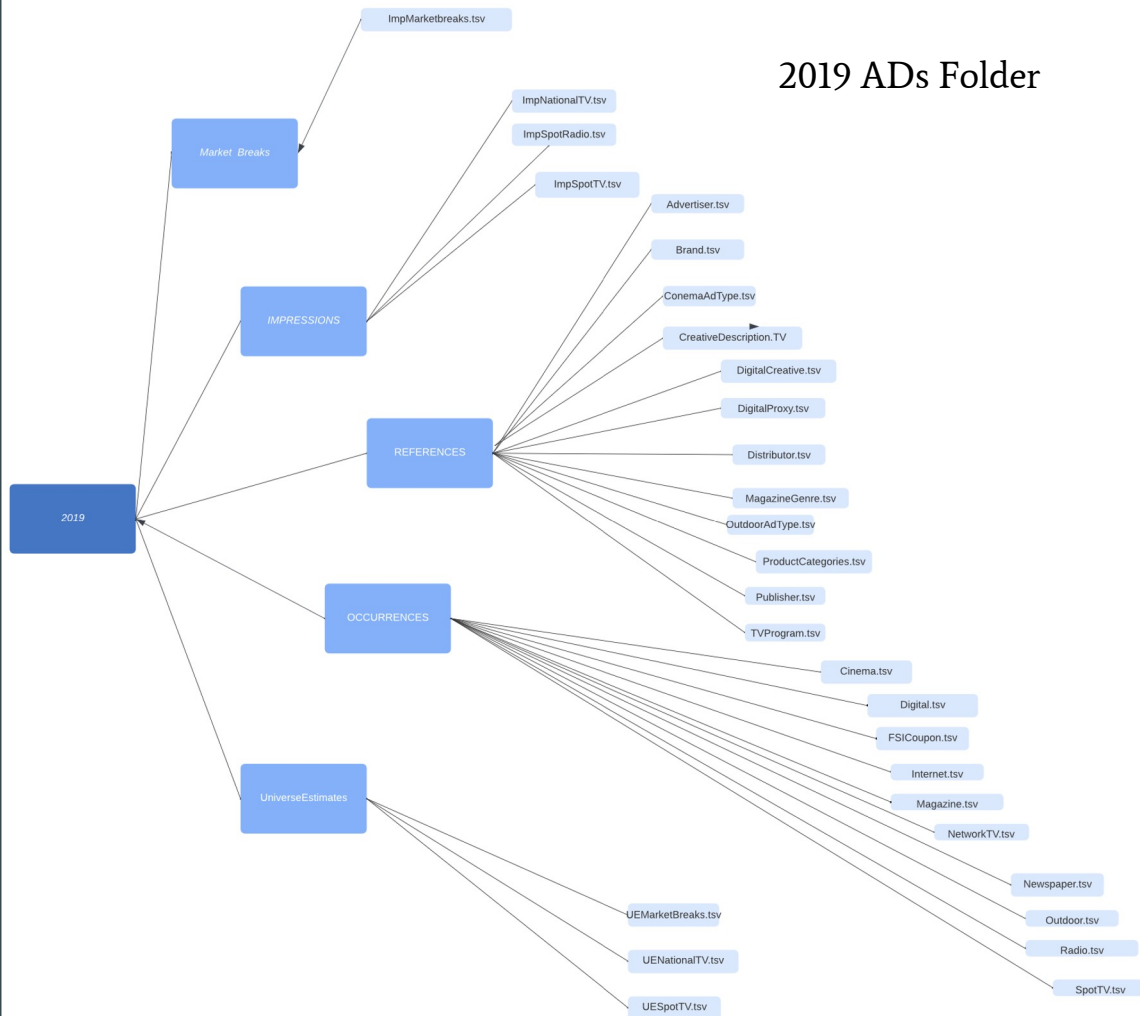 ImpMarketbreaks.tsv
2019 ADs Folder
ImpNationalTV.tsv
ImpSpotRadio.tsv
Market Breaks
ImpSpotTV.tsv
Advertiser.tsv
Brand.tsv
ConemaAdType.tsv
IMPRESSIONS
CreativeDescription.TV
DigitalCreative.tsv
DigitalProxy.tsv
REFERENCES
Distributor.tsv
MagazineGenre.tsv
2019
OutdoorAdType.tsv
ProductCategories.tsv
Publisher.tsv
OCCURRENCES
TVProgram.tsv
Cinema.tsv
Digital.tsv
FSICoupon.tsv
Internet.tsv
UniverseEstimates
Magazine.tsv
NetworkTV.tsv
Newspaper.tsv
UEMarketBreaks.tsv
Outdoor.tsv
Radio.tsv
UENationalTV.tsv
SpotTV.tsv
UESpotTV.tsv